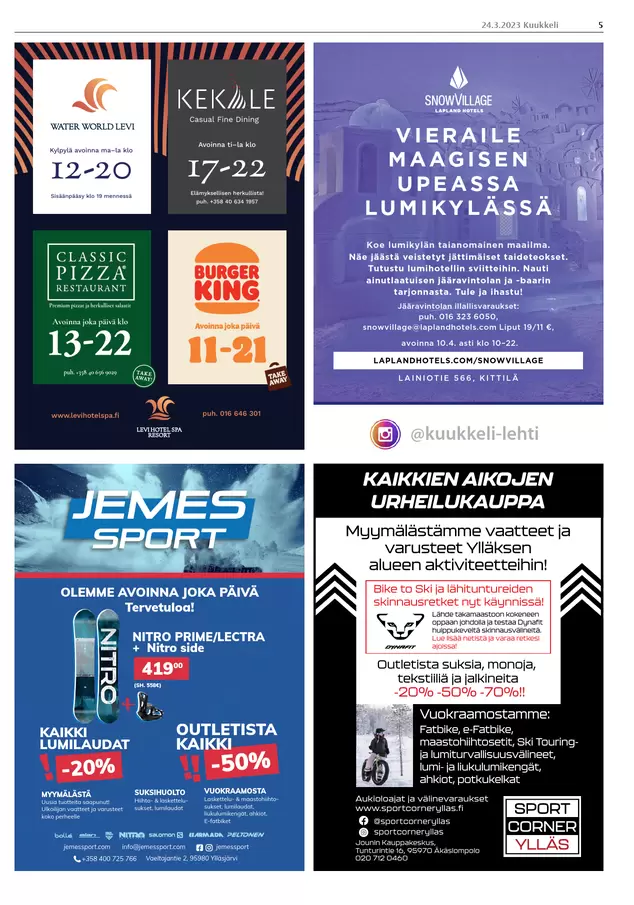 24.3.2023 Kuukkeli 5
WATER WORLD LEVI
Kylpylä avoinna ma–la klo
12-20
Sisäänpääsy klo 19 mennessä
KEKÄLE
Casual Fine Dining
Avoinna ti–la klo
17-22
Elämyksellisen herkullista!
puh. +358 40 634 1957
CLASSIC
PIZZA
RESTAURANT
Premium pizzat ja herkulliset salaatit
Avoinna joka päivä klo
13-22
puh. +358 40 656 9029
TAKE
AWAY
BURGER
KING
Avoinna joka päivä
11-21
TAKE
AWAY
www.levihotelspa.fi
LEVI HOTEL SPA
RESORT
puh. 016 646 301
SNOWVILLAGE
LAPLAND HOTELS
VIERAILE
MAAGISEN
UPEASSA
LUMIKYLÄSSÄ
Koe lumikylän taianomainen maailma.
Näe jäästä veistetyt jättimäiset taideteokset.
Tutustu lumihotellin sviitteihin. Nauti
ainutlaatuisen jääravintolan ja -baarin
tarjonnasta. Tule ja ihastu!
Jääravintolan illallisvaraukset:
puh. 016 323 6050,
snowvillage@laplandhotels.com Liput 19/11 €,
avoinna 10.4. asti klo 10–22.
LAPLANDHOTELS.COM/SNOWVILLAGE
LAINIOTIE 566, KITTILÄ
@kuukkeli-lehti
JEMES
SPORT
OLEMME AVOINNA JOKA PÄIVÄ
Tervetuloa!
NITRO PRIME/LECTRA
+ Nitro side
419⁰⁰
(SH. 558€)
NITRO
+
KAIKKI
LUMILAUDAT
!! -20%
OUTLETISTA
KAIKKI
!! -50%
MYYMÄLÄSTÄ
Uusia tuotteita saapunut!
Ulkoilijan vaatteet ja varusteet
koko perheelle
SUKSIHUOLTO
Hiihto- & laskettelu-
sukset, lumilaudat
VUOKRAAMOSTA
Laskettelu- & maastohiihto-
sukset, lumilaudat,
liukulumikengät, ahkiot,
E-fatbiket
bollé NITRO SALOMON ARMADA PELTONEN
jemessport.com info@jemessport.com jemessport
+358 400 725 766 Vaeltajantie 2, 95980 Ylläsjärvi
KAIKKIEN AIKOJEN
URHEILUKAUPPA
Myymälästämme vaatteet ja
varusteet Ylläksen
alueen aktiviteetteihin!
Bike to Ski ja lähituntureiden
skinnausretket nyt käynnissä!
Lähde takamaastoon kokeneen
oppaan johdolla ja testaa Dynafit
huippukeveitä skinnausvälineitä.
Lue lisää netistä ja varaa retkesi
ajoissa!
DYNAFIT
Outletista suksia, monoja,
tekstiiliä ja jalkineita
-20% -50% -70%!!
Vuokraamostamme:
Fatbike, e-Fatbike,
maastohiihtosetit, Ski Touring-
ja lumiturvallisuusvälineet,
lumi- ja liukulumikengät,
ahkiot, potkukelkat
Aukioloajat ja välinevaraukset
www.sportcorneryllas.fi
@sportcorneryllas
sportcorneryllas
Jounin Kauppakeskus,
Tunturintie 16, 95970 Äkäslompolo
020 712 0460
SPORT
CORNER
YLLÄS